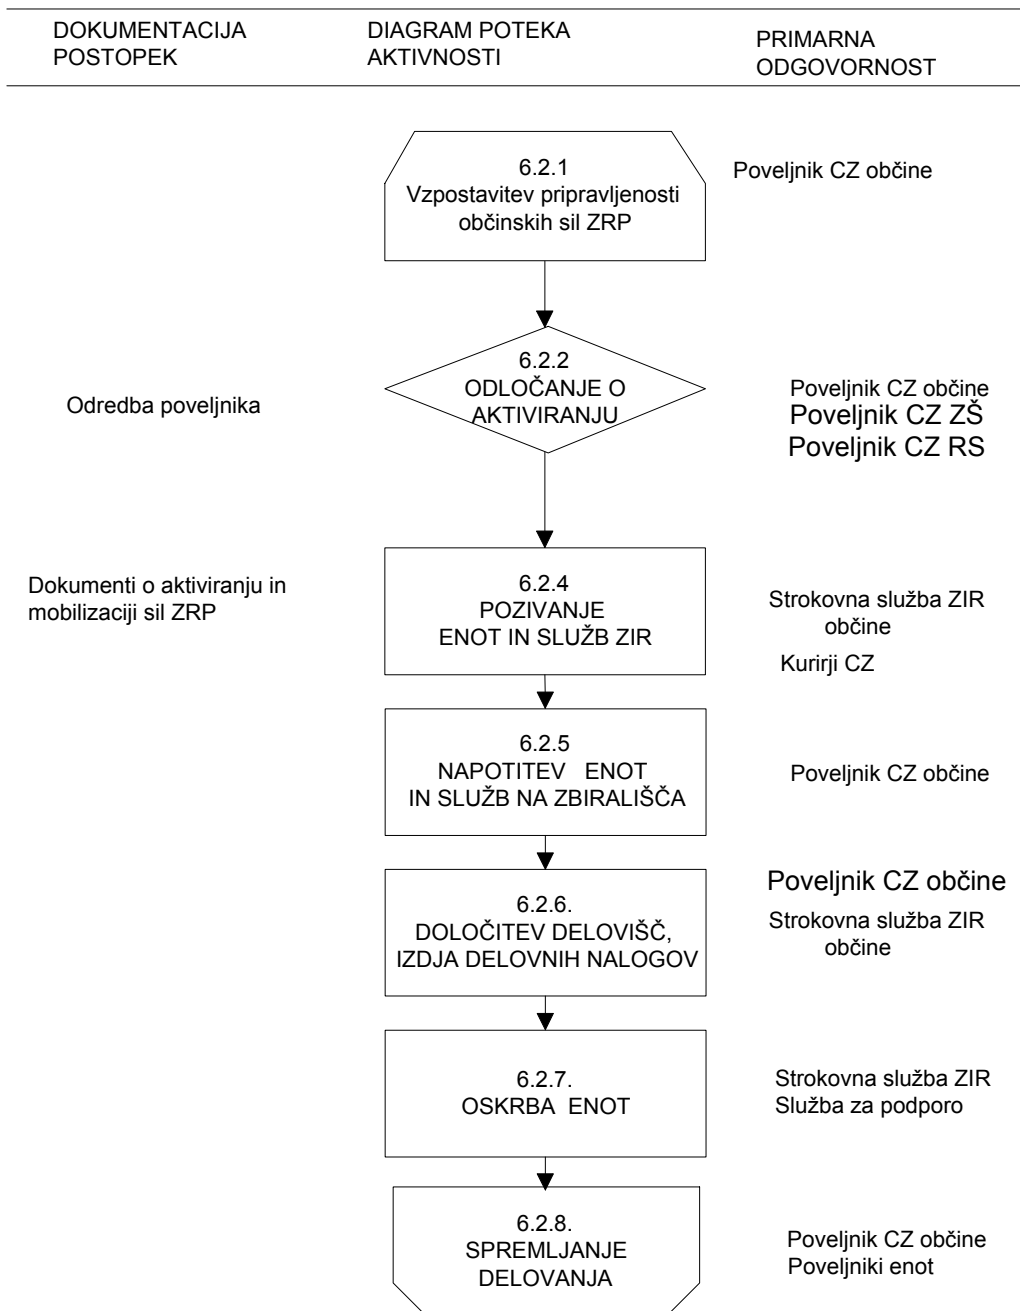 DOKUMENTACIJA
POSTOPEK
DIAGRAM POTEKA
AKTIVNOSTI
PRIMARNA
ODGOVORNOST
6.2.1
Vzpostavitev pripravljenosti
občinskih sil ZRP
Poveljnik CZ občine
Odredba poveljnika
6.2.2
ODLOČANJE O
AKTIVIRANJU
Poveljnik CZ občine
Poveljnik CZ ZŠ
Poveljnik CZ RS
Dokumenti o aktiviranju in
mobilizaciji sil ZRP
6.2.4
POZIVANJE
ENOT IN SLUŽB ZIR
Strokovna služba ZIR
občine
Kurirji CZ
6.2.5
NAPOTITEV ENOT
IN SLUŽB NA ZBIRALIŠČA
Poveljnik CZ občine
6.2.6.
DOLOČITEV DELOVIŠČ,
IZDJA DELOVNIH NALOGOV
Poveljnik CZ občine
Strokovna služba ZIR
občine
6.2.7.
OSKRBA ENOT
Strokovna služba ZIR
Služba za podporo
6.2.8.
SPREMLJANJE
DELOVANJA
Poveljnik CZ občine
Poveljniki enot